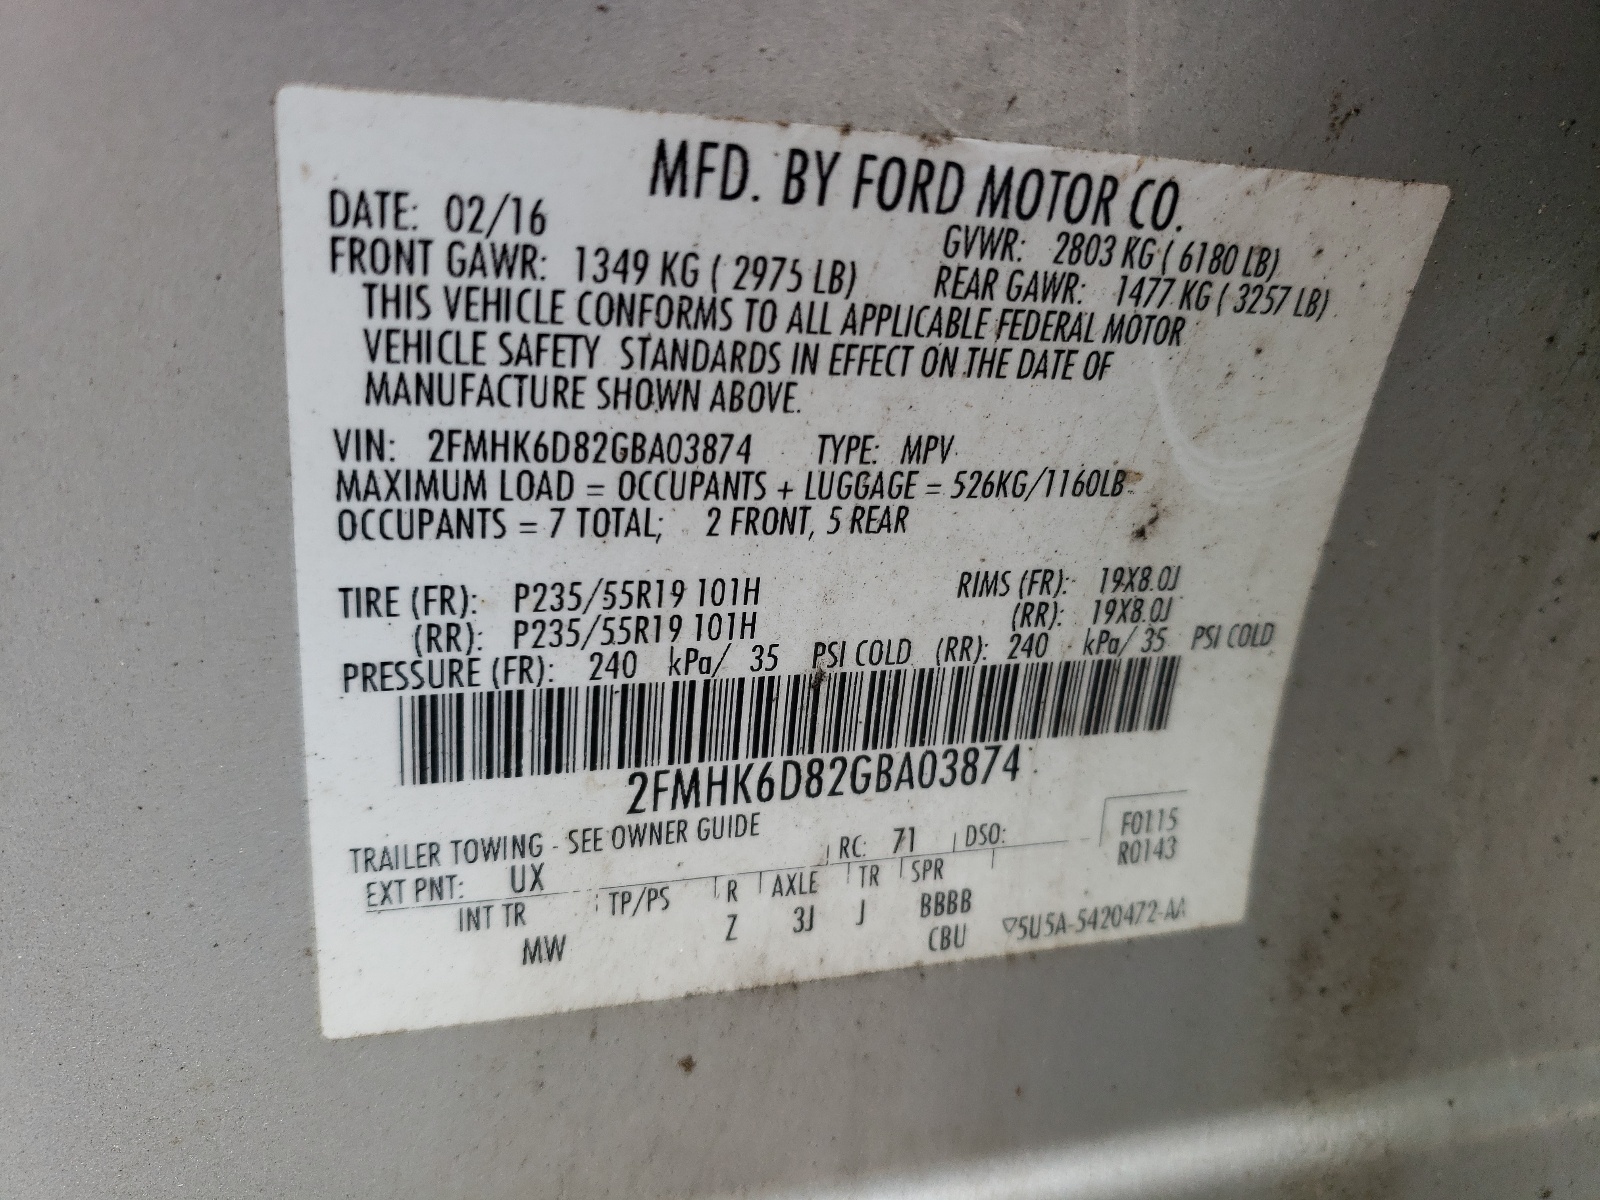 MFD. BY FORD MOTOR CO.
DATE: 02/16 GVWR: 2803 KG ( 6180 LB)
FRONT GAWR: 1349 KG ( 2975 LB) REAR GAWR: 1477 KG ( 3257 LB)
THIS VEHICLE CONFORMS TO ALL APPLICABLE FEDERAL MOTOR
VEHICLE SAFETY STANDARDS IN EFFECT ON THE DATE OF
MANUFACTURE SHOWN ABOVE.
VIN: 2FMHK6D82GBA03874 TYPE: MPV
MAXIMUM LOAD = OCCUPANTS + LUGGAGE = 526KG/1160LB
OCCUPANTS = 7 TOTAL; 2 FRONT, 5 REAR
TIRE (FR): P235/55R19 101H RIMS (FR): 19X8.0J
(RR): P235/55R19 101H (RR): 19X8.0J
PRESSURE (FR): 240 kPa/ 35 PSI COLD (RR): 240 kPa/ 35 PSI COLD
2FMHK6D82GBA03874
TRAILER TOWING - SEE OWNER GUIDE
EXT PNT: UX RC: 71 DSO: F0115
R0143
INT TR TP/PS R AXLE TR SPR
MW Z 3J J BBBB
CBU ▽5U5A-5420472-AA